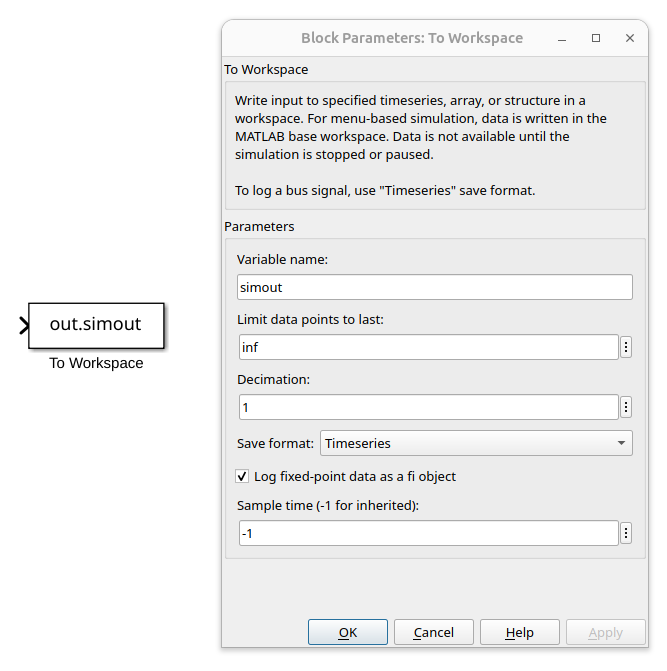 Block Parameters: To Workspace
To Workspace
Write input to specified timeseries, array, or structure in a
workspace. For menu-based simulation, data is written in the
MATLAB base workspace. Data is not available until the
simulation is stopped or paused.
To log a bus signal, use "Timeseries" save format.
Parameters
Variable name:
simout
Limit data points to last:
inf
Decimation:
1
Save format: Timeseries
Log fixed-point data as a fi object
Sample time (-1 for inherited):
-1
OK Cancel Help Apply
out.simout
To Workspace